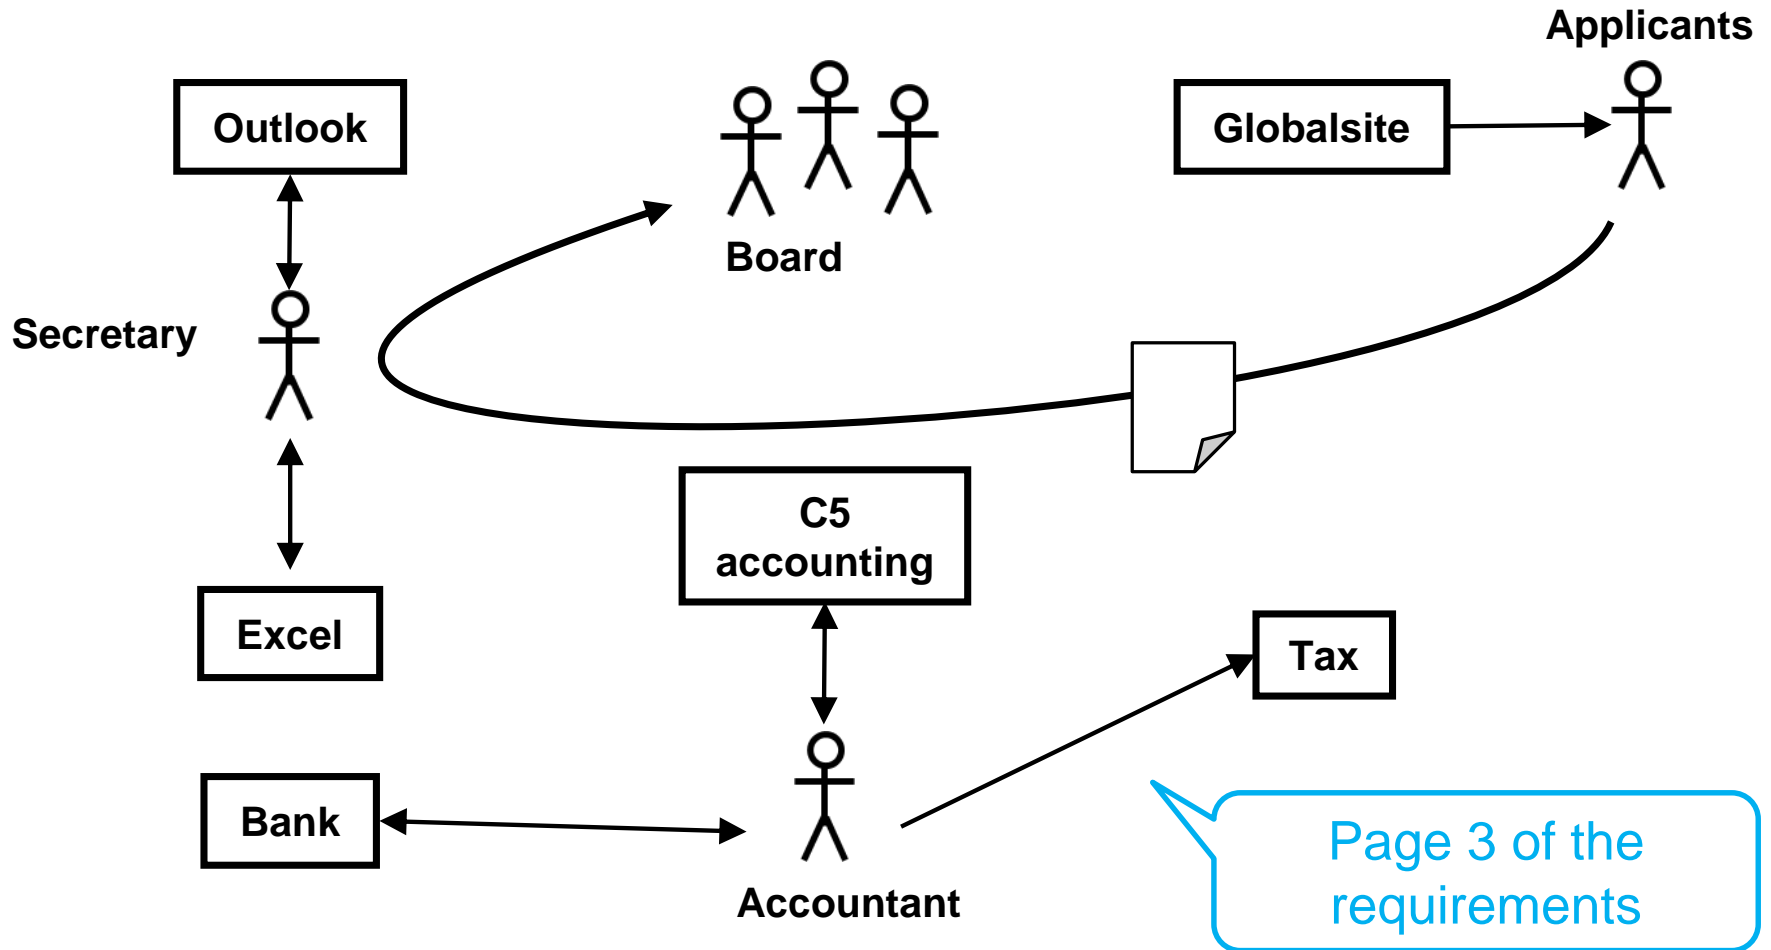 Applicants
Outlook
Globalsite
Board
Secretary
C5
accounting
Excel
Tax
Bank
Page 3 of the
requirements
Accountant